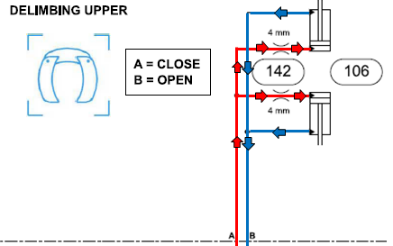 DELIMBING UPPER
4 mm
A = CLOSE
B = OPEN
142
106
4 mm
A
B